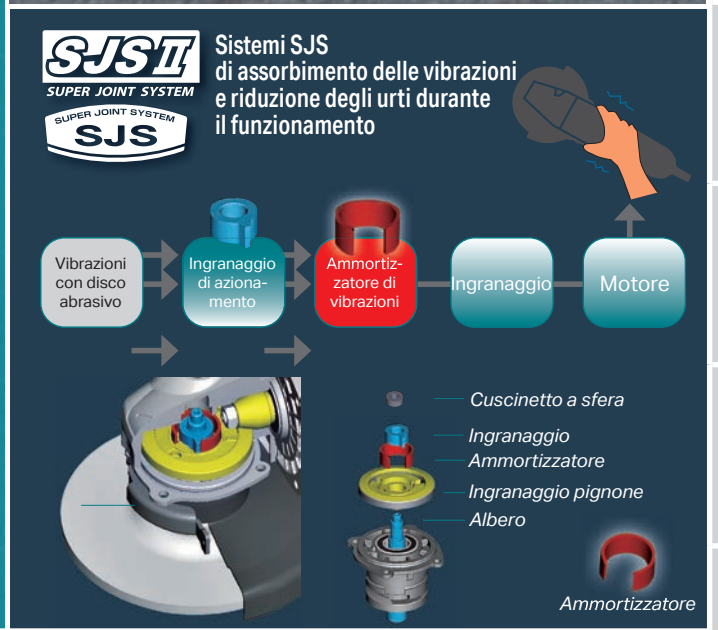 SJSII
SUPER JOINT SYSTEM
SUPER JOINT SYSTEM
SJS
Sistemi SJS
di assorbimento delle vibrazioni
e riduzione degli urti durante
il funzionamento
Vibrazioni
con disco
abrasivo
Ingranaggio
di aziona-
mento
Ammortiz-
zatore di
vibrazioni
Ingranaggio
Motore
Cuscinetto a sfera
Ingranaggio
Ammortizzatore
Ingranaggio pignone
Albero
Ammortizzatore